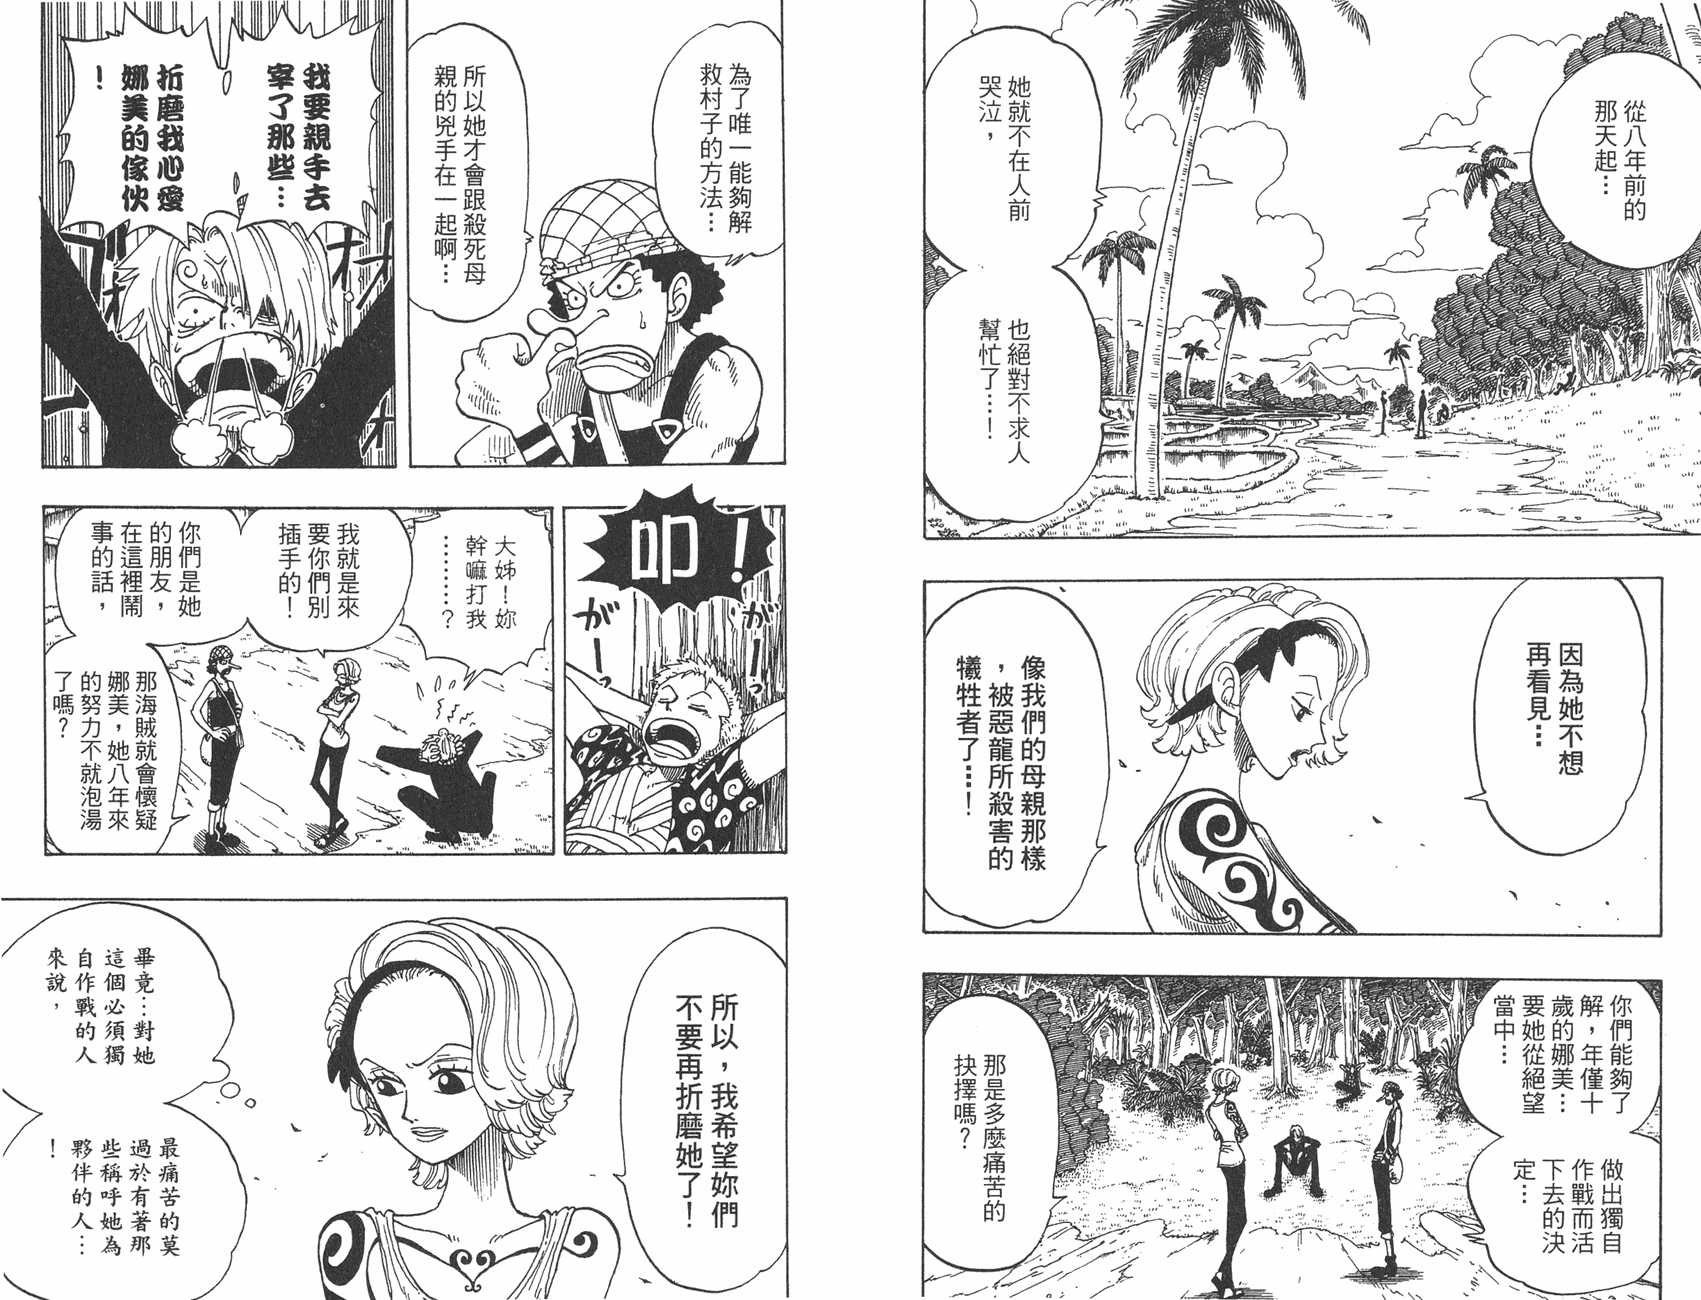 從八年前的
那天起…
她就不在人前
哭泣，
也絕對不求人
幫忙了……！
因為她不想
再看見…
像我們的母親那樣
，被惡龍所殺害的
犧牲者了…！
你們能夠了
解，年僅十
歲的娜美…
要她從絕望
當中…
做出獨自
作戰而活
下去的決
定…
那是多麼痛苦的
抉擇嗎？
為了唯一能夠解
救村子的方法…
所以她才會跟殺死母
親的兇手在一起啊…
我要親手去
宰了那些…
折磨我心愛
娜美的傢伙
！
オオ
叩！
がーっ
がーっ
大姊！妳
幹嘛打我
…………？
我就是來
要你們別
插手的！
你們是她
的朋友，
在這裡鬧
事的話，
那海賊就會懷疑
娜美，她八年來
的努力不就泡湯
了嗎？
所以，我希望妳們
不要再折磨她了！
畢竟…對她
這個必須獨
自作戰的人
來說，
最痛苦的莫
過於有著那
些稱呼她為
夥伴的人…
！